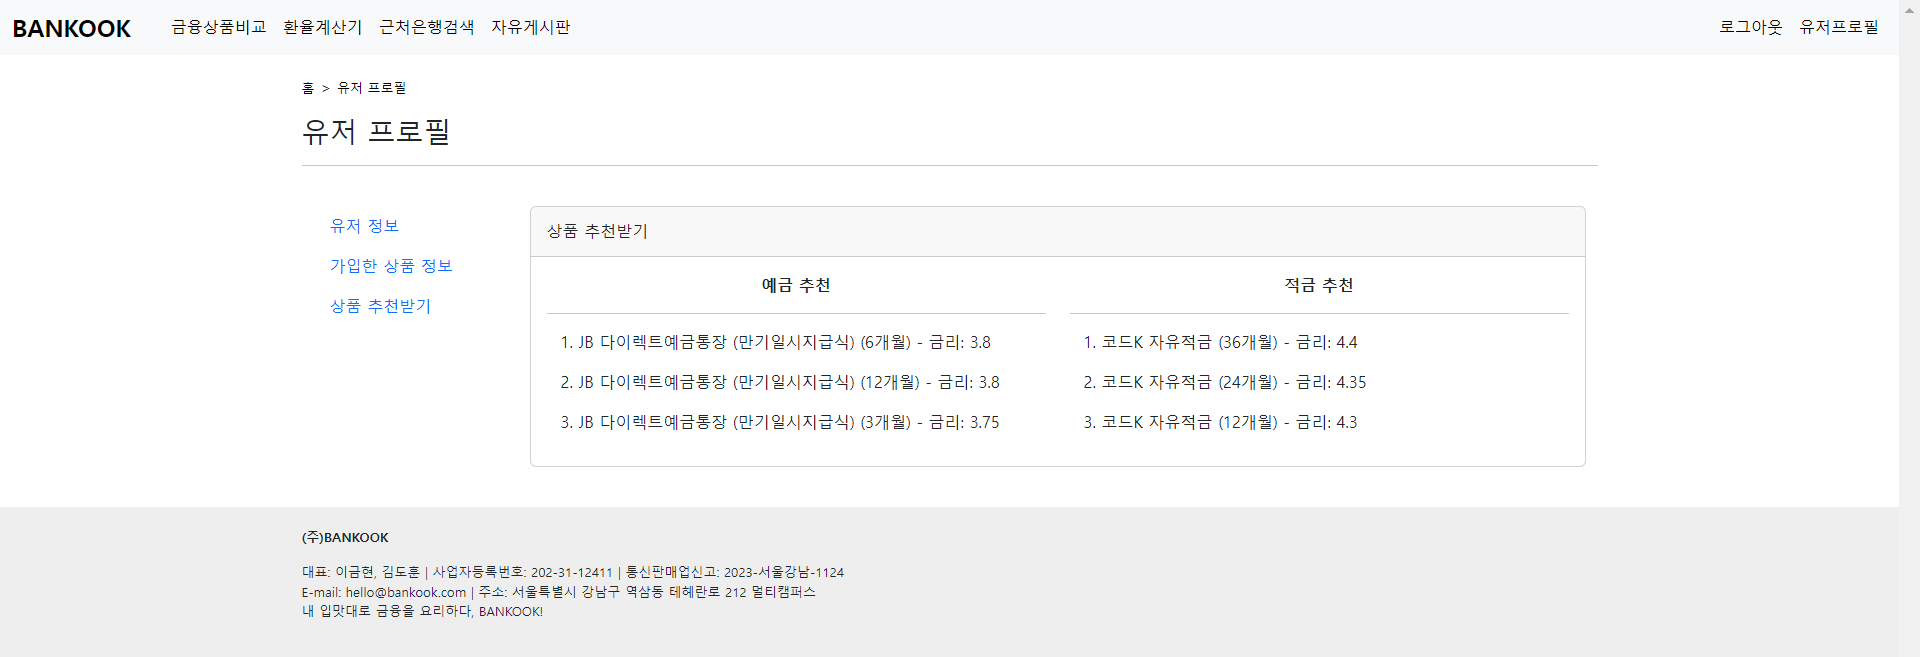 BANKOOK 금융상품비교 환율계산기 근처은행검색 자유게시판 로그아웃 유저프로필
홈 > 유저 프로필
유저 프로필
유저 정보
가입한 상품 정보
상품 추천받기
상품 추천받기
예금 추천
1. JB 다이렉트예금통장 (만기일시지급식) (6개월) - 금리: 3.8
2. JB 다이렉트예금통장 (만기일시지급식) (12개월) - 금리: 3.8
3. JB 다이렉트예금통장 (만기일시지급식) (3개월) - 금리: 3.75
적금 추천
1. 코드K 자유적금 (36개월) - 금리: 4.4
2. 코드K 자유적금 (24개월) - 금리: 4.35
3. 코드K 자유적금 (12개월) - 금리: 4.3
(주)BANKOOK
대표: 이금현, 김도훈 | 사업자등록번호: 202-31-12411 | 통신판매업신고: 2023-서울강남-1124
E-mail: hello@bankook.com | 주소: 서울특별시 강남구 역삼동 테헤란로 212 멀티캠퍼스
내 입맛대로 금융을 요리하다, BANKOOK!